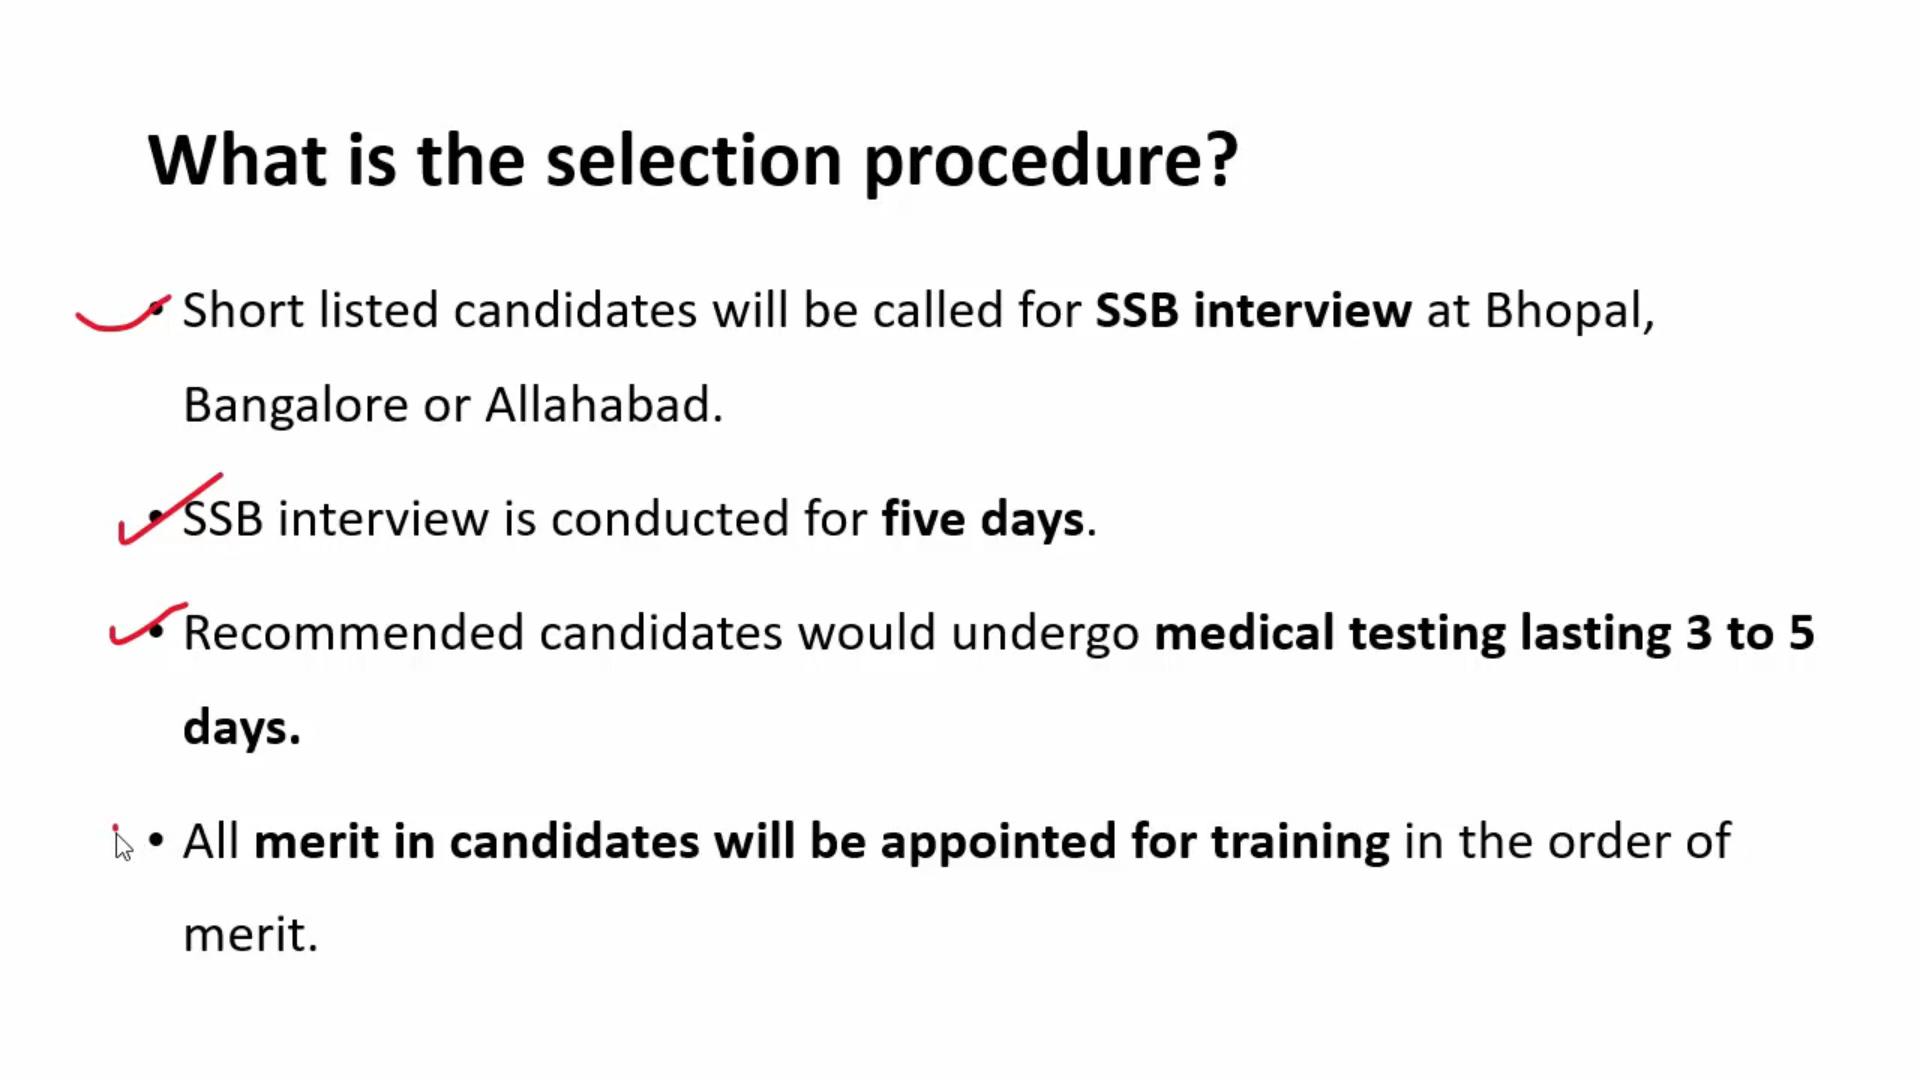 What is the selection procedure?
• Short listed candidates will be called for SSB interview at Bhopal,
Bangalore or Allahabad.
• SSB interview is conducted for five days.
• Recommended candidates would undergo medical testing lasting 3 to 5
days.
• All merit in candidates will be appointed for training in the order of
merit.